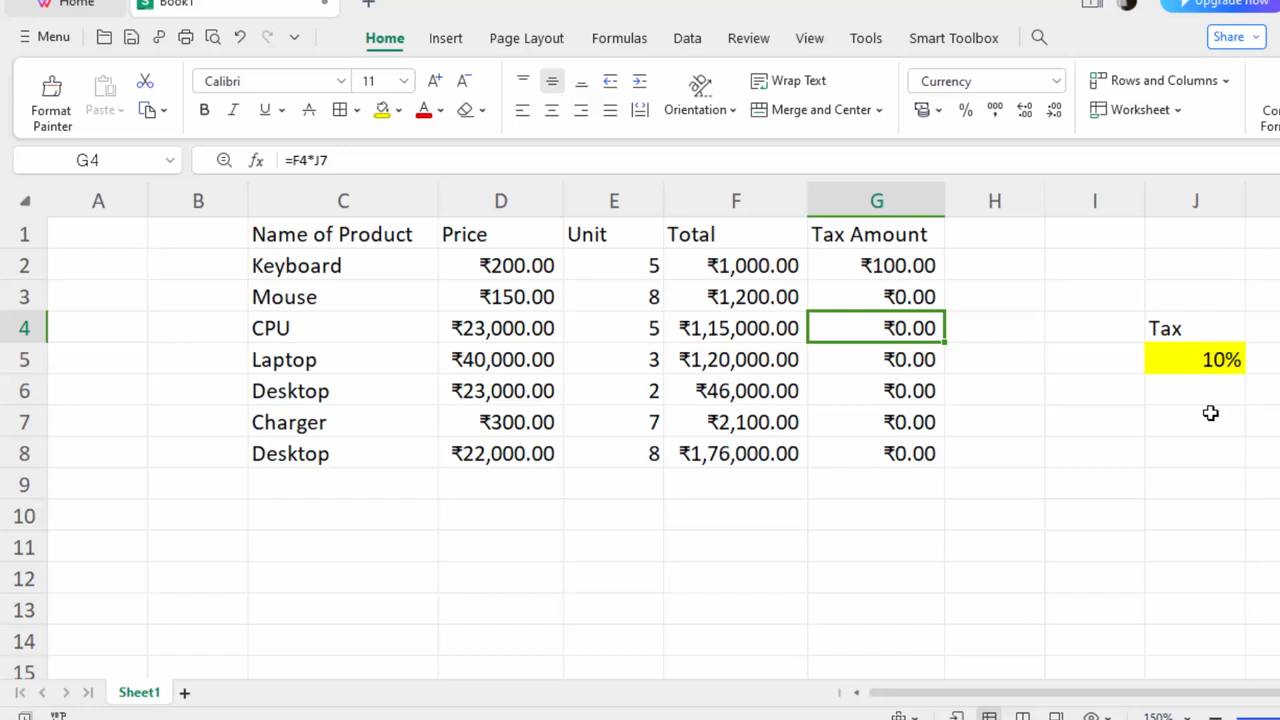 Home Book1 Upgrade now
Menu Home Insert Page Layout Formulas Data Review View Tools Smart Toolbox Share
Format Painter Paste Calibri 11 A+ A- Wrap Text Currency Rows and Columns
B I U A A Orientation Merge and Center % 000 Worksheet
G4 fx =F4*J7
A B C D E F G H I J
1 Name of Product Price Unit Total Tax Amount
2 Keyboard ₹200.00 5 ₹1,000.00 ₹100.00
3 Mouse ₹150.00 8 ₹1,200.00 ₹0.00
4 CPU ₹23,000.00 5 ₹1,15,000.00 ₹0.00 Tax
5 Laptop ₹40,000.00 3 ₹1,20,000.00 ₹0.00 10%
6 Desktop ₹23,000.00 2 ₹46,000.00 ₹0.00
7 Charger ₹300.00 7 ₹2,100.00 ₹0.00
8 Desktop ₹22,000.00 8 ₹1,76,000.00 ₹0.00
9
10
11
12
13
14
15
Sheet1
150%